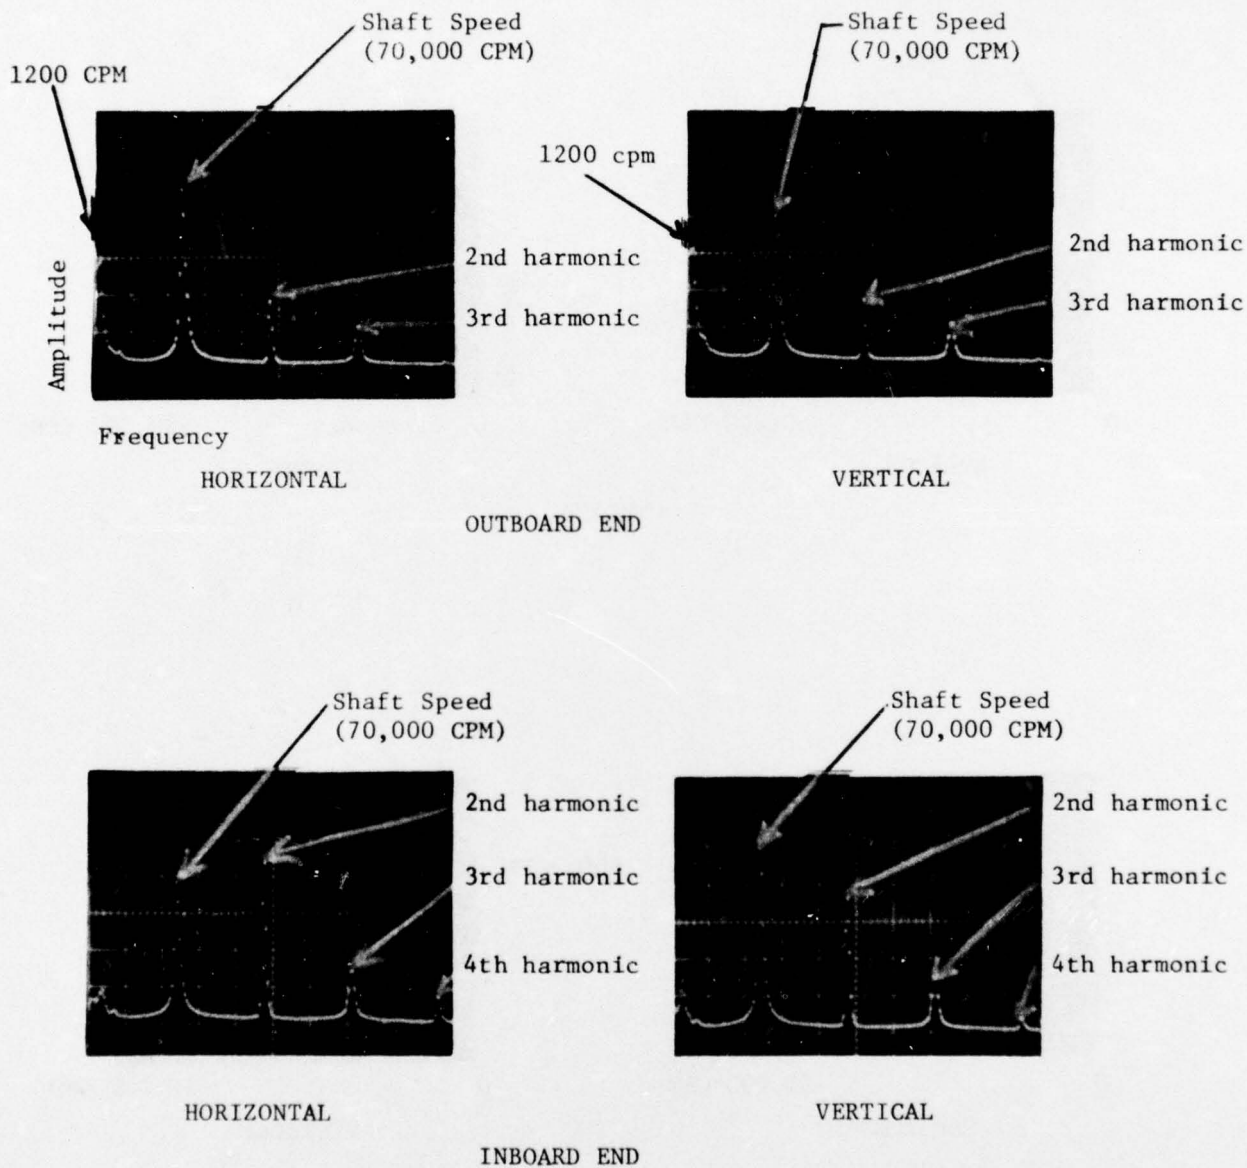 Shaft Speed
(70,000 CPM)
1200 CPM
2nd harmonic
3rd harmonic
Amplitude
Frequency
HORIZONTAL
Shaft Speed
(70,000 CPM)
1200 cpm
2nd harmonic
3rd harmonic
VERTICAL
OUTBOARD END
Shaft Speed
(70,000 CPM)
2nd harmonic
3rd harmonic
4th harmonic
HORIZONTAL
Shaft Speed
(70,000 CPM)
2nd harmonic
3rd harmonic
4th harmonic
VERTICAL
INBOARD END